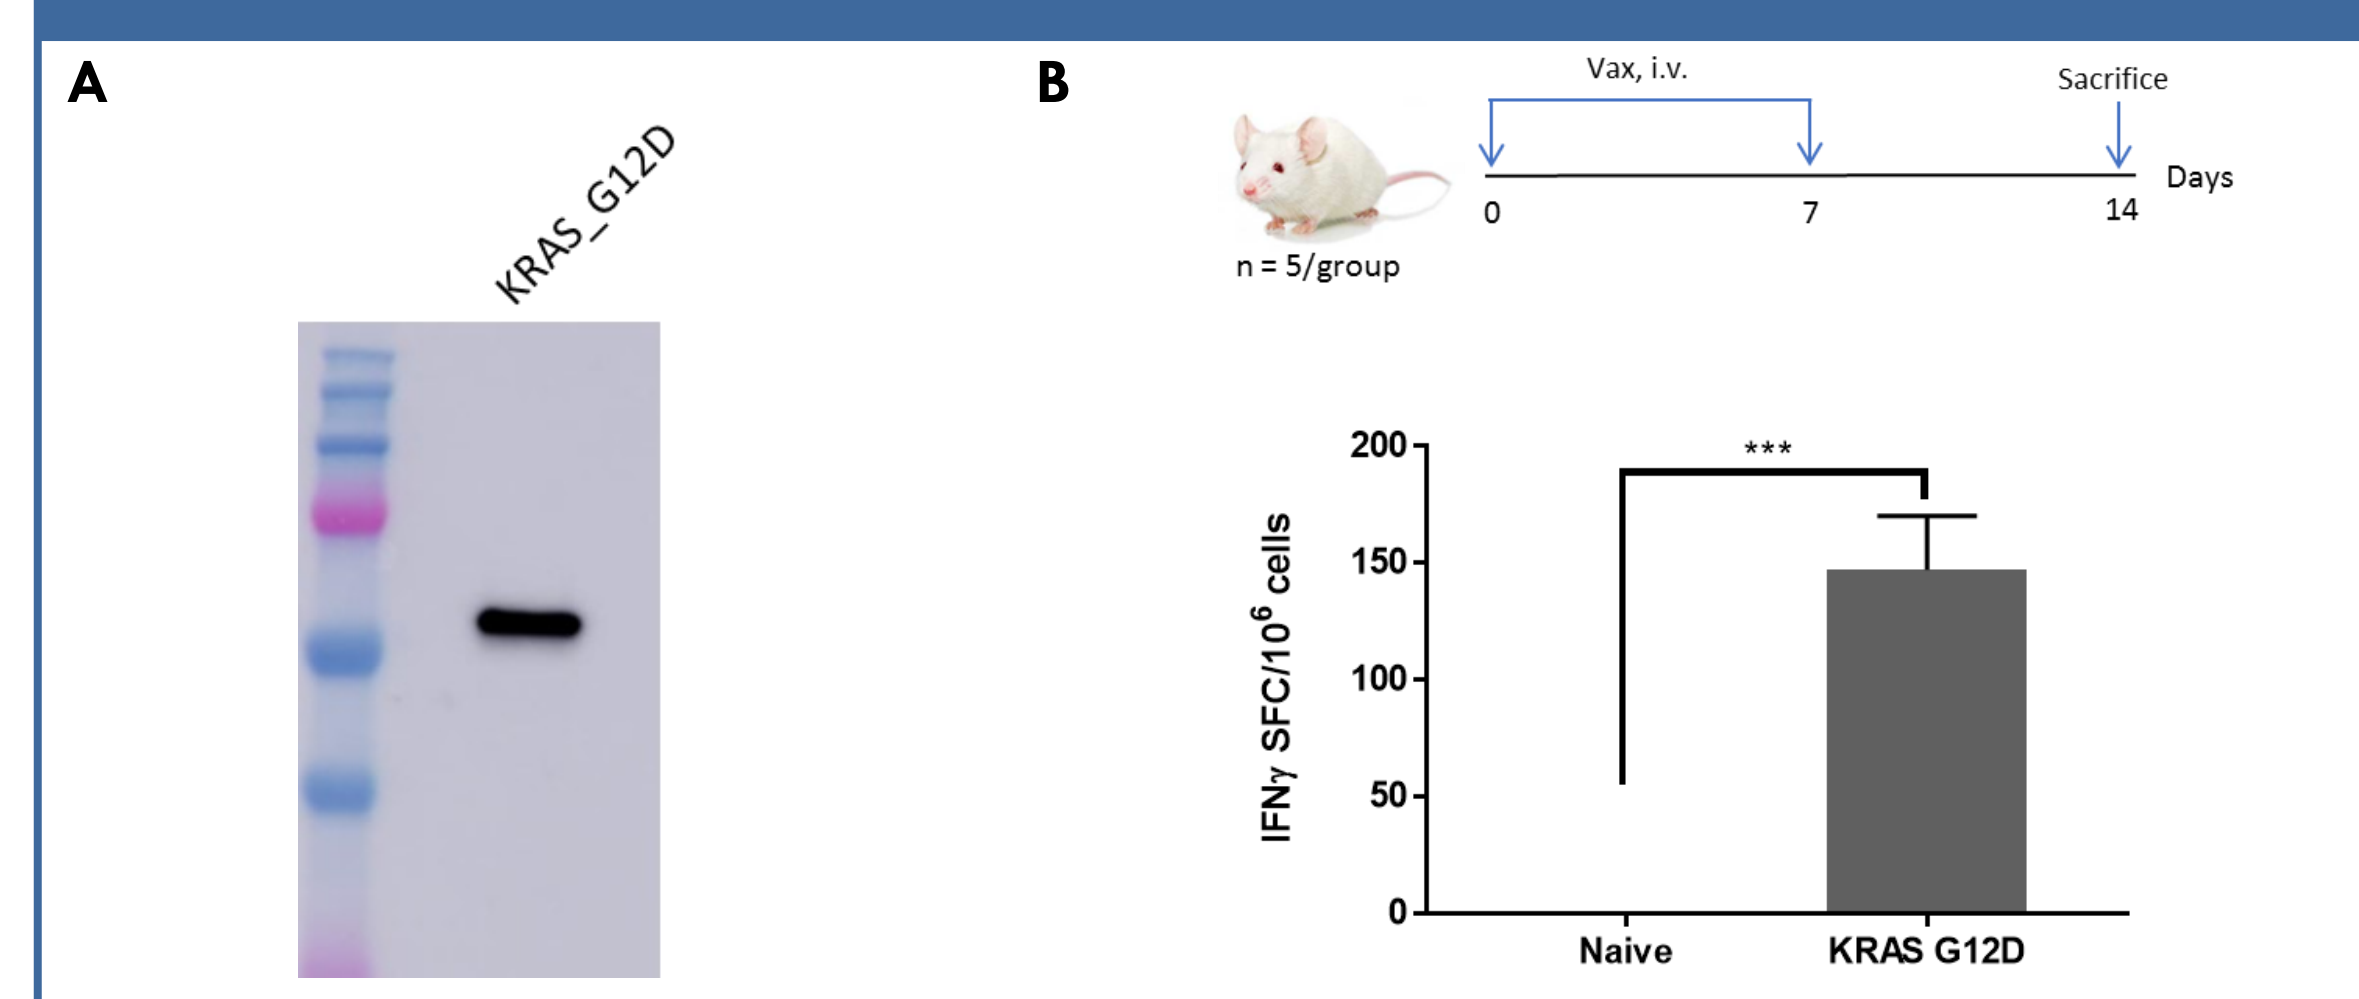 A
KRAS_G12D
B
Vax, i.v.
Sacrifice
Days
0 7 14
n = 5/group
IFNγ SFC/10⁶ cells
200
***
150
100
50
0
Naive KRAS G12D